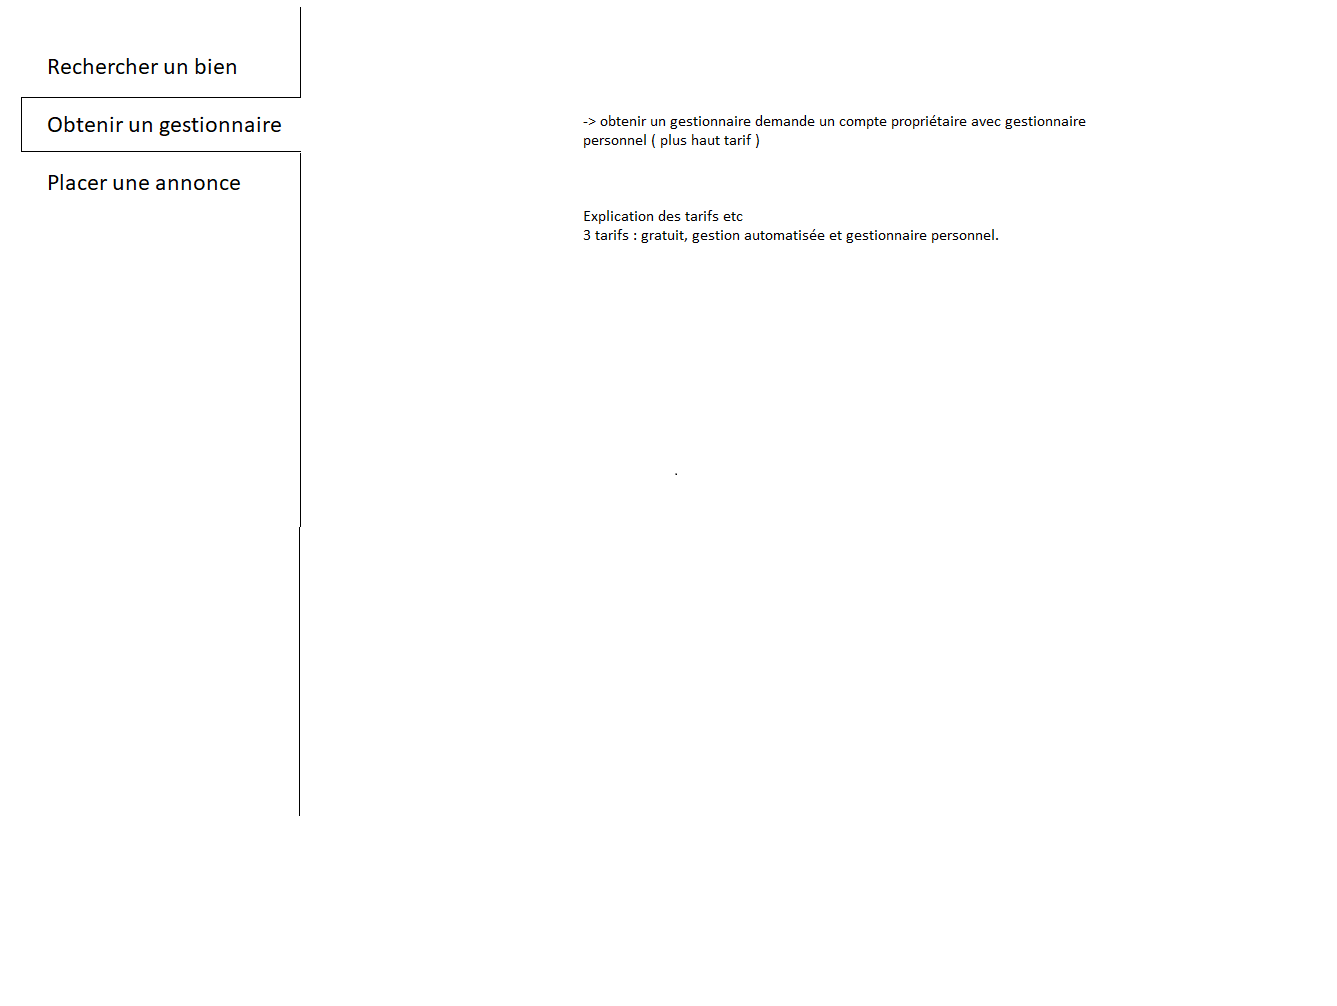 Rechercher un bien
Obtenir un gestionnaire
Placer une annonce
-> obtenir un gestionnaire demande un compte propriétaire avec gestionnaire
personnel ( plus haut tarif )
Explication des tarifs etc
3 tarifs : gratuit, gestion automatisée et gestionnaire personnel.
.